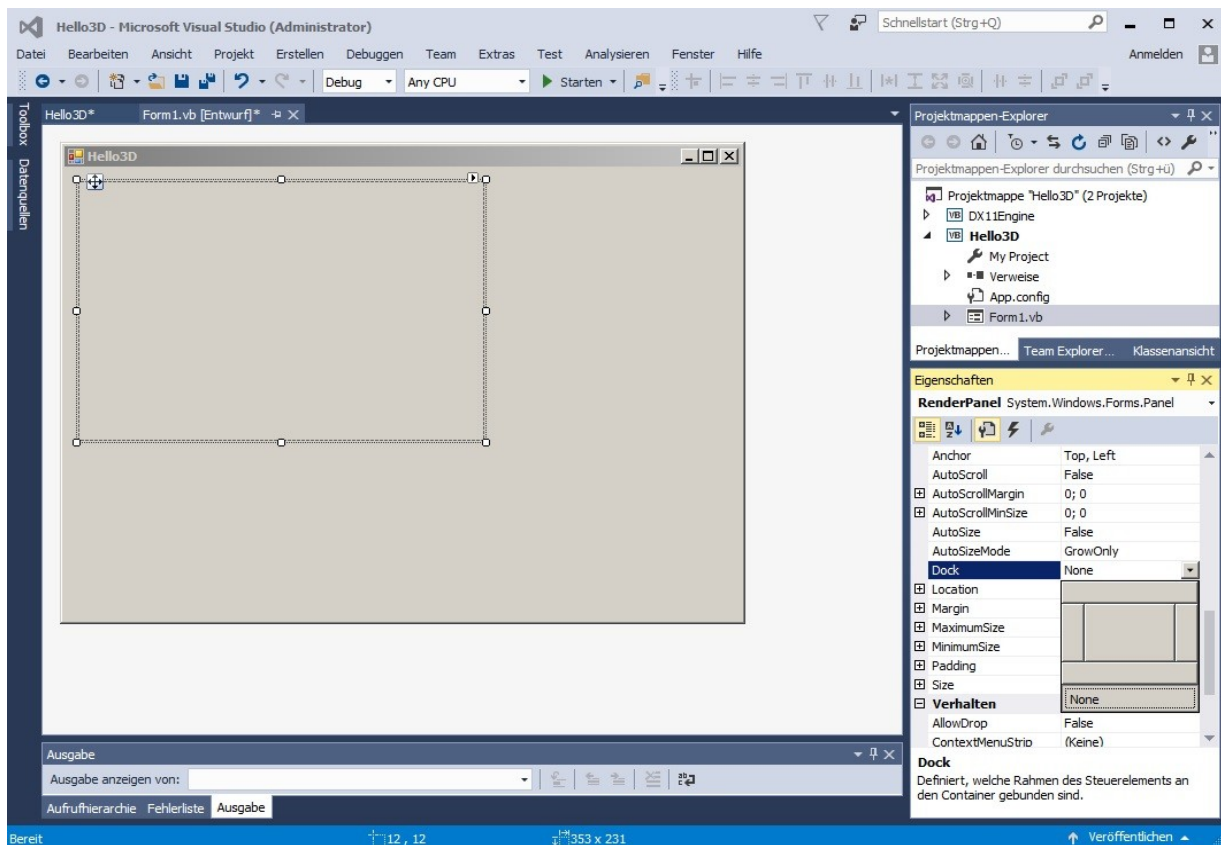 Hello3D - Microsoft Visual Studio (Administrator)
Schnellstart (Strg+Q)
Datei Bearbeiten Ansicht Projekt Erstellen Debuggen Team Extras Test Analysieren Fenster Hilfe
Anmelden
Debug
Any CPU
Starten
Toolbox
Datenquellen
Hello3D*
Form1.vb [Entwurf]*
Hello3D
Projektmappen-Explorer
Projektmappen-Explorer durchsuchen (Strg+ü)
Projektmappe "Hello3D" (2 Projekte)
VB DX11Engine
VB Hello3D
My Project
Verweise
App.config
Form1.vb
Projektmappen... Team Explorer... Klassenansicht
Eigenschaften
RenderPanel System.Windows.Forms.Panel
Anchor Top, Left
AutoScroll False
AutoScrollMargin 0; 0
AutoScrollMinSize 0; 0
AutoSize False
AutoSizeMode GrowOnly
Dock None
Location
Margin
MaximumSize
MinimumSize
Padding
Size
None
Verhalten
AllowDrop False
ContextMenuStrip (Keine)
Dock
Definiert, welche Rahmen des Steuerelements an
den Container gebunden sind.
Ausgabe
Ausgabe anzeigen von:
Aufrufhierarchie Fehlerliste Ausgabe
Bereit
12 , 12
353 x 231
Veröffentlichen